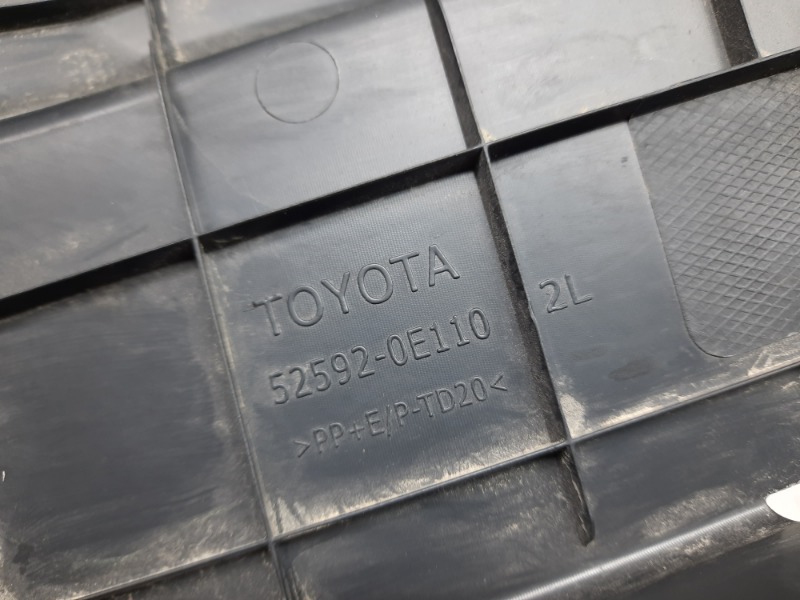 TOYOTA
52592-0E110
2L
>PP+E/P-TD20<